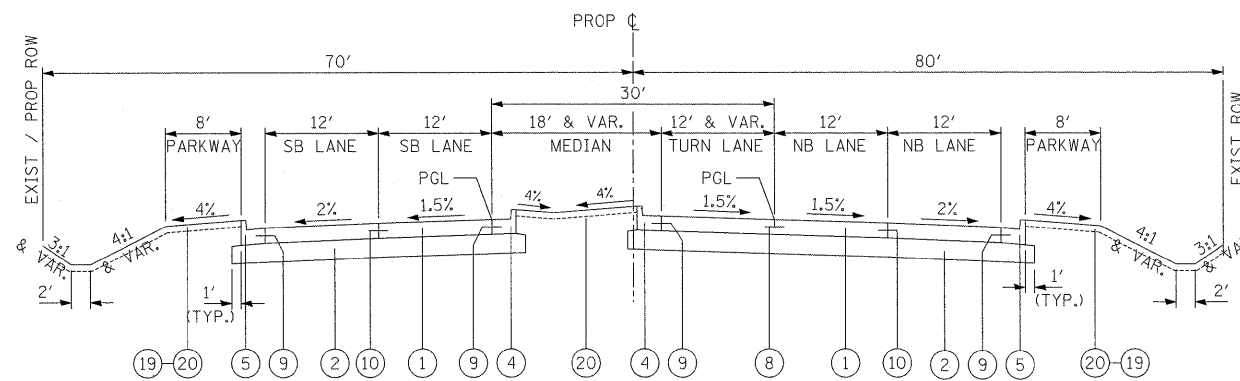 PROP ℄
EXIST / PROP ROW
70'
80'
EXIST ROW
30'
8'
12'
12'
18' & VAR.
12' & VAR.
12'
12'
8'
PARKWAY
SB LANE
SB LANE
MEDIAN
TURN LANE
NB LANE
NB LANE
PARKWAY
PGL
PGL
4%
2%
1.5%
4%
4%
1.5%
1.5%
2%
4%
3:1
& VAR.
4:1
& VAR.
4:1
& VAR.
3:1
& VA
2'
1'
(TYP.)
1'
(TYP.)
2'
19 20 5 9 2 10 1 9 4 20 4 9 8 1 10 2 9 5 20 19